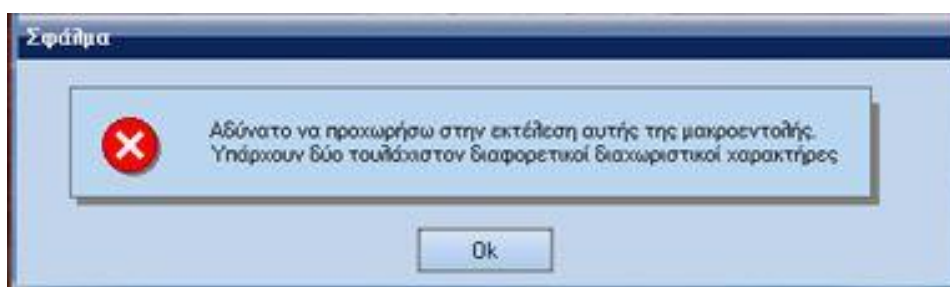 Σφάλμα
Αδύνατο να προχωρήσω στην εκτέλεση αυτής της μακροεντολής.
Υπάρχουν δύο τουλάχιστον διαφορετικοί διαχωριστικοί χαρακτήρες
Ok